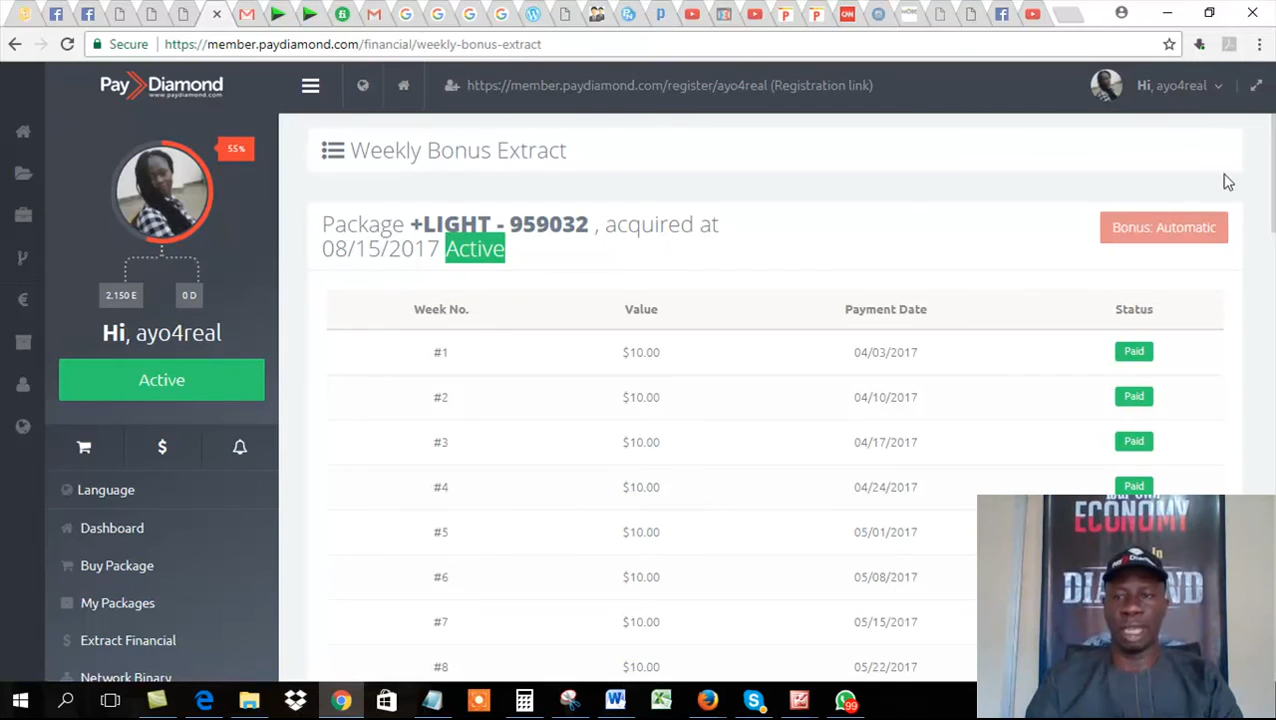 Secure
https://member.paydiamond.com/financial/weekly-bonus-extract
Pay Diamond
www.paydiamond.com
https://member.paydiamond.com/register/ayo4real (Registration link)
Hi, ayo4real
55%
2.150 E
0 D
Hi, ayo4real
Active
Language
Dashboard
Buy Package
My Packages
Extract Financial
Network Binary
Weekly Bonus Extract
Package +LIGHT - 959032 , acquired at
08/15/2017 Active
Bonus: Automatic
Week No. Value Payment Date Status
#1 $10.00 04/03/2017 Paid
#2 $10.00 04/10/2017 Paid
#3 $10.00 04/17/2017 Paid
#4 $10.00 04/24/2017 Paid
#5 $10.00 05/01/2017
#6 $10.00 05/08/2017
#7 $10.00 05/15/2017
#8 $10.00 05/22/2017
ECONOMY
DIAMOND
99